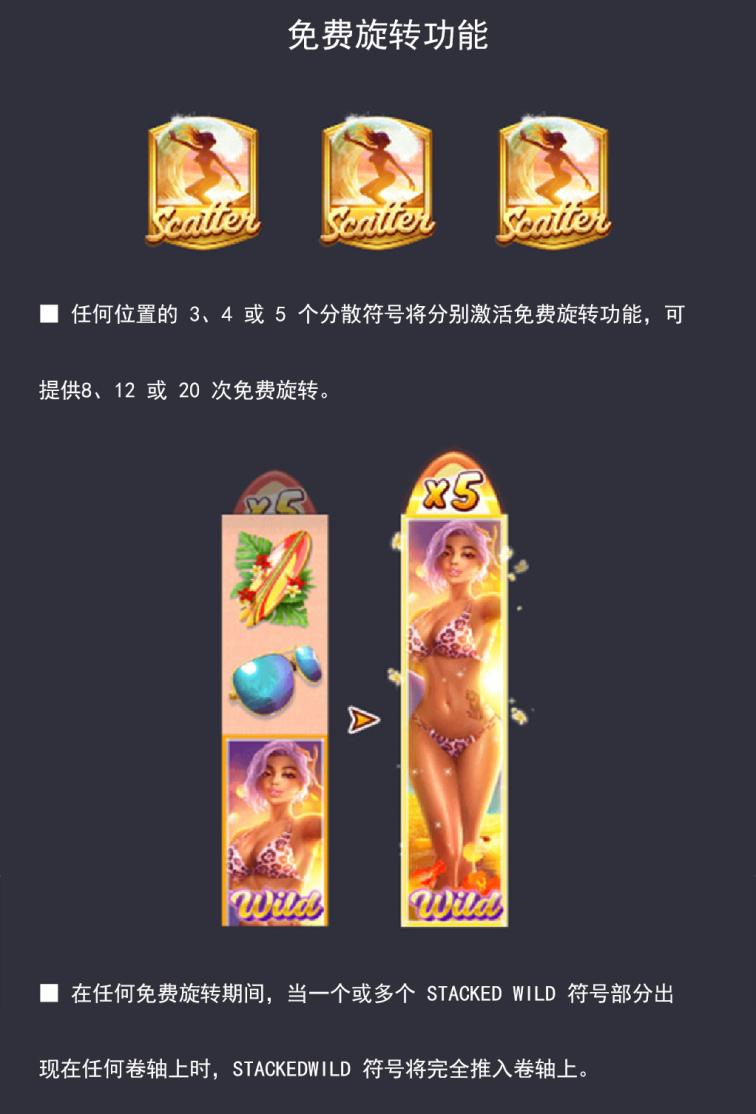 免费旋转功能
Scatter Scatter Scatter
■ 任何位置的 3、4 或 5 个分散符号将分别激活免费旋转功能，可
提供8、12 或 20 次免费旋转。
x5 x5
Wild Wild
■ 在任何免费旋转期间，当一个或多个 STACKED WILD 符号部分出
现在任何卷轴上时，STACKEDWILD 符号将完全推入卷轴上。